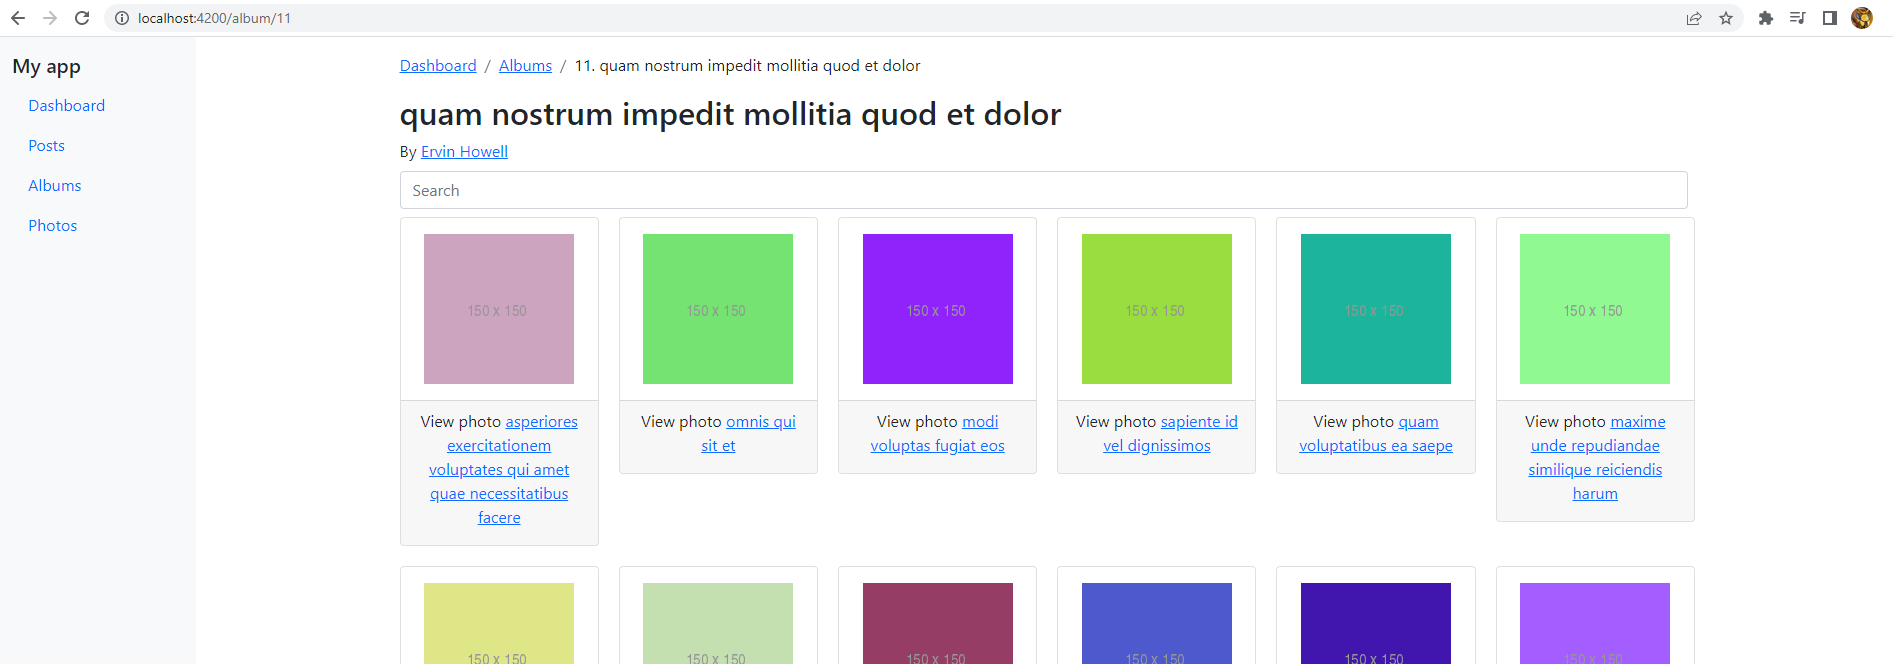 localhost:4200/album/11
My app
Dashboard
Posts
Albums
Photos
Dashboard / Albums / 11. quam nostrum impedit mollitia quod et dolor
quam nostrum impedit mollitia quod et dolor
By Ervin Howell
Search
150 x 150
View photo asperiores
exercitationem
voluptates qui amet
quae necessitatibus
facere
150 x 150
View photo omnis qui
sit et
150 x 150
View photo modi
voluptas fugiat eos
150 x 150
View photo sapiente id
vel dignissimos
150 x 150
View photo quam
voluptatibus ea saepe
150 x 150
View photo maxime
unde repudiandae
similique reiciendis
harum
150 x 150
150 x 150
150 x 150
150 x 150
150 x 150
150 x 150